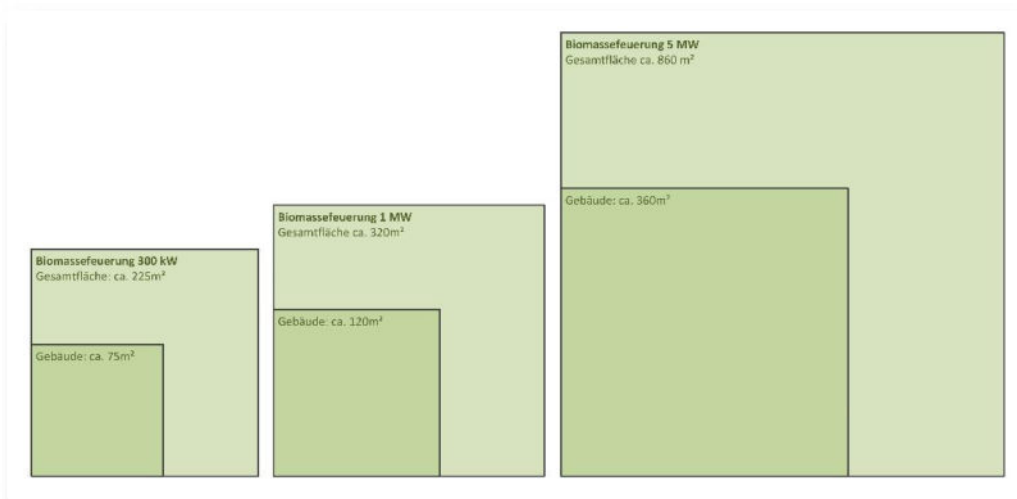 Biomassefeuerung 300 kW
Gesamtfläche: ca. 225m²
Gebäude: ca. 75m²
Biomassefeuerung 1 MW
Gesamtfläche ca. 320m²
Gebäude: ca. 120m²
Biomassefeuerung 5 MW
Gesamtfläche ca. 860 m²
Gebäude: ca. 360m²